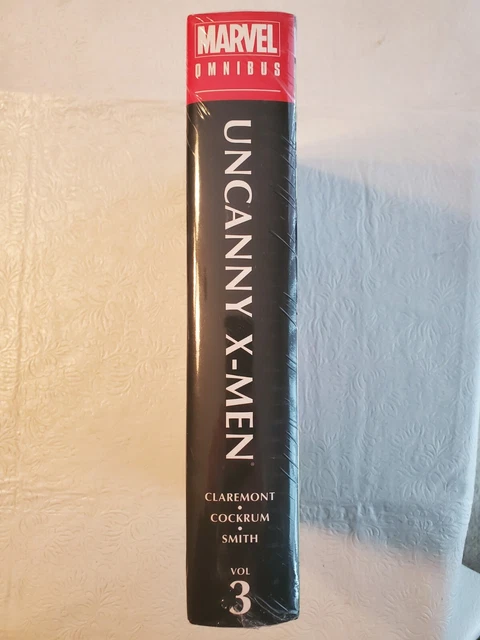 MARVEL
OMNIBUS
UNCANNY X-MEN
CLAREMONT
•
COCKRUM
•
SMITH
VOL
3